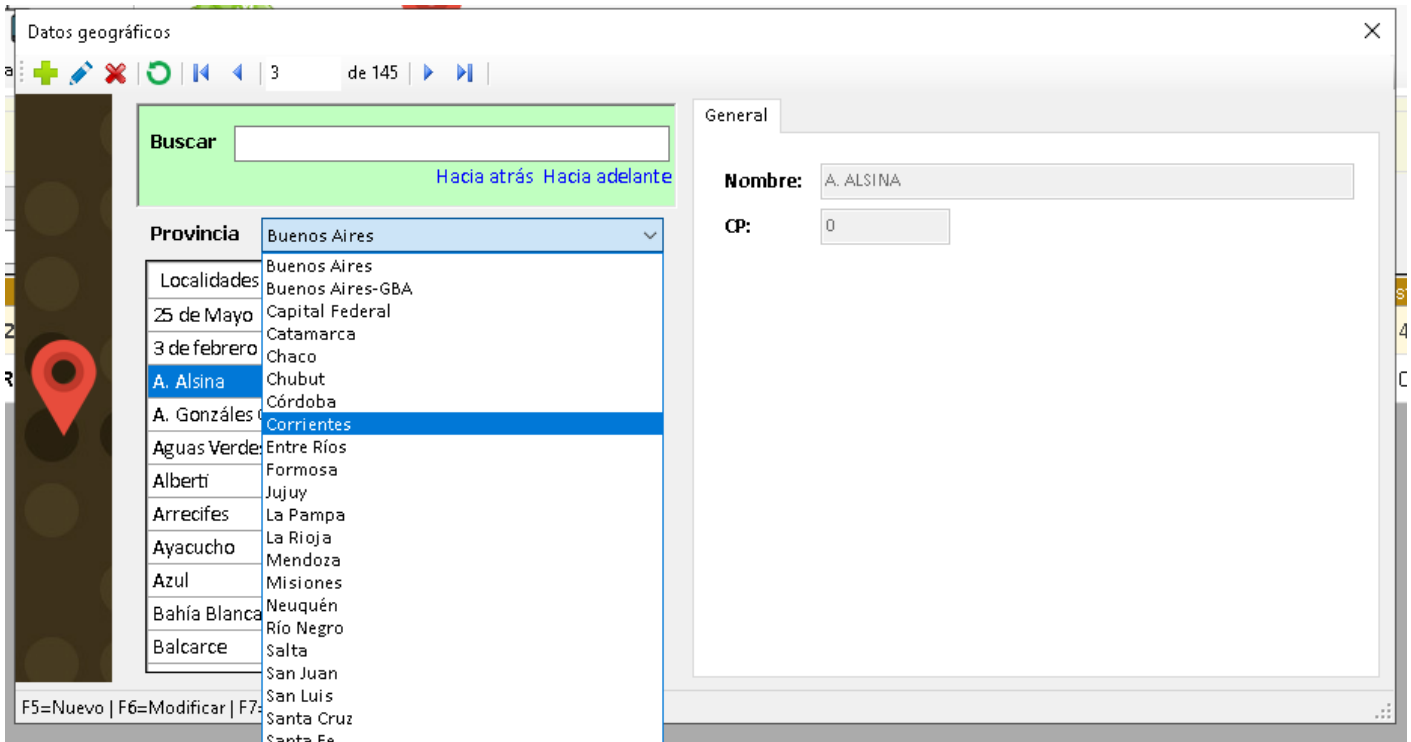 Datos geográficos
3 de 145
Buscar
Hacia atrás Hacia adelante
Provincia Buenos Aires
Buenos Aires
Buenos Aires-GBA
Capital Federal
Catamarca
Chaco
Chubut
Córdoba
Corrientes
Entre Ríos
Formosa
Jujuy
La Pampa
La Rioja
Mendoza
Misiones
Neuquén
Río Negro
Salta
San Juan
San Luis
Santa Cruz
Santa Fe
Localidades
25 de Mayo
3 de febrero
A. Alsina
A. Gonzáles
Aguas Verdes
Alberti
Arrecifes
Ayacucho
Azul
Bahía Blanca
Balcarce
General
Nombre: A. ALSINA
CP: 0
F5=Nuevo | F6=Modificar | F7=